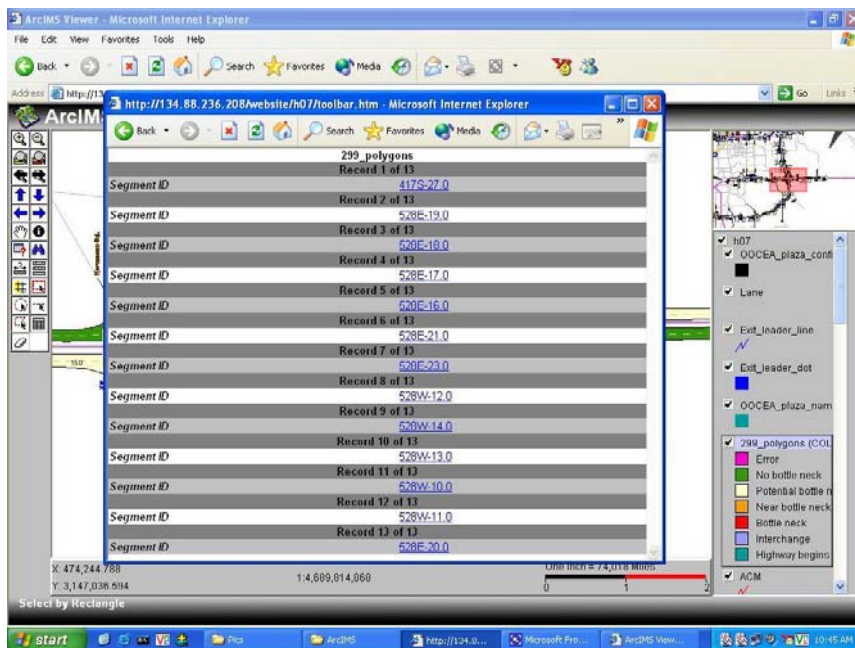 ArcIMS Viewer - Microsoft Internet Explorer
File Edit View Favorites Tools Help
Back Search Favorites Media
Address http://13 Go Links
ArcIM
http://134.88.236.208/website/h07/toolbar.htm - Microsoft Internet Explorer
Back Search Favorites Media
299_polygons
Record 1 of 13
Segment ID 417S-27.0
Record 2 of 13
Segment ID 528E-19.0
Record 3 of 13
Segment ID 528E-18.0
Record 4 of 13
Segment ID 528E-17.0
Record 5 of 13
Segment ID 528E-16.0
Record 6 of 13
Segment ID 528E-21.0
Record 7 of 13
Segment ID 528E-23.0
Record 8 of 13
Segment ID 528W-12.0
Record 9 of 13
Segment ID 528W-14.0
Record 10 of 13
Segment ID 528W-13.0
Record 11 of 13
Segment ID 528W-10.0
Record 12 of 13
Segment ID 528W-11.0
Record 13 of 13
Segment ID 528E-20.0
h07
OOCEA_plaza_confi
Lane
Exit_leader_line
Exit_leader_dot
OOCEA_plaza_nam
299_polygons (COL
Error
No bottle neck
Potential bottle n
Near bottle neck
Bottle neck
Interchange
Highway begins
ACM
X: 474,244.788
Y: 3,147,036.594
1:4,689,814,060
One Inch = 74,018 Miles
0 1 2
Select by Rectangle
start Pics ArcIMS http://134.8... Microsoft Pro... ArcIMS View... 10:45 AM